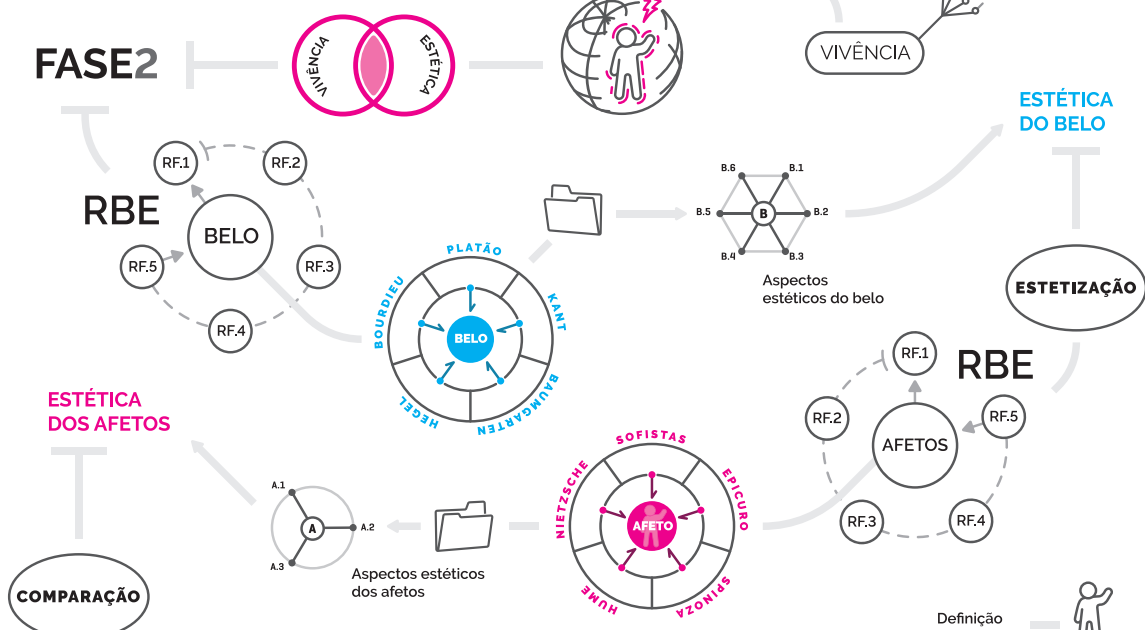 FASE2
VIVÊNCIA
ESTÉTICA
VIVÊNCIA
ESTÉTICA
DO BELO
RBE
BELO
RF.1
RF.2
RF.3
RF.4
RF.5
PLATÃO
KANT
BAUMGARTEN
HEGEL
BOURDIEU
BELO
B
B.1
B.2
B.3
B.4
B.5
B.6
Aspectos
estéticos do belo
ESTETIZAÇÃO
RBE
AFETOS
RF.1
RF.2
RF.3
RF.4
RF.5
SOFISTAS
EPICURO
SPINOZA
HUME
NIETZSCHE
AFETO
A
A.1
A.2
A.3
Aspectos estéticos
dos afetos
ESTÉTICA
DOS AFETOS
COMPARAÇÃO
Definição